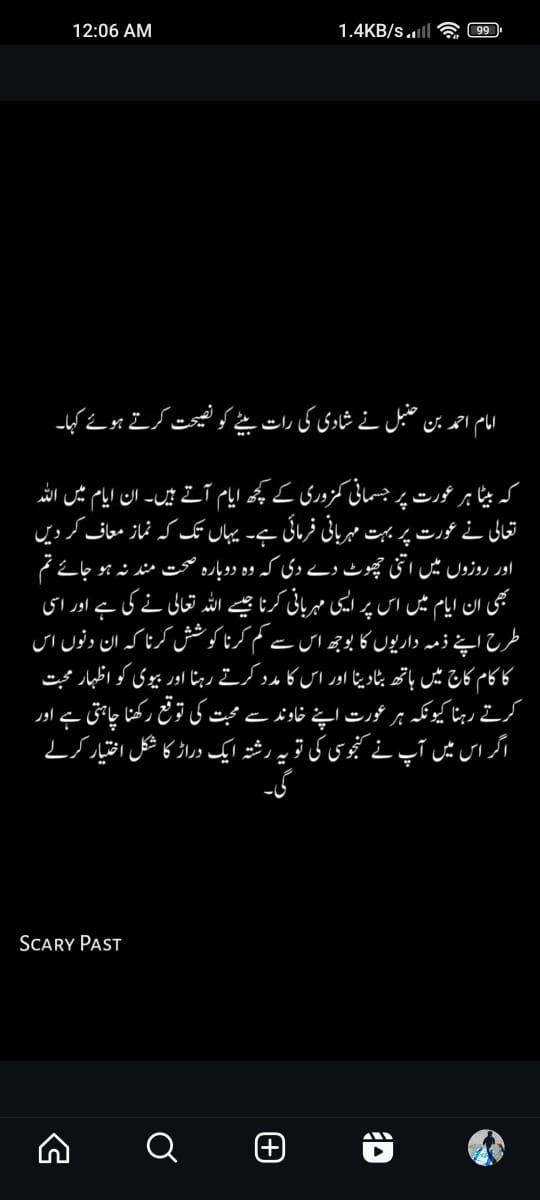 12:06 AM 1.4KB/s 99
امام احمد بن حنبل نے شادی کی رات بیٹے کو نصیحت کرتے ہوئے کہا۔
کہ بیٹا ہر عورت پر جسمانی کمزوری کے کچھ ایام آتے ہیں۔ ان ایام میں اللہ
تعالی نے عورت پر بہت مہربانی فرمائی ہے۔ یہاں تک کہ نماز معاف کر دیں
اور روزوں میں اتنی چھوٹ دے دی کہ وہ دوبارہ صحت مند نہ ہو جائے تم
بھی ان ایام میں اس پر ایسی مہربانی کرنا جیسے اللہ تعالی نے کی ہے اور اسی
طرح اپنے ذمہ داریوں کا بوجھ اس سے کم کرنا کوشش کرنا کہ ان دنوں اس
کا کام کاج میں ہاتھ بٹادینا اور اس کا مدد کرتے رہنا اور بیوی کو اظہار محبت
کرتے رہنا کیونکہ ہر عورت اپنے خاوند سے محبت کی توقع رکھنا چاہتی ہے اور
اگر اس میں آپ نے کنجوسی کی تو یہ رشتہ ایک دراڑ کا شکل اختیار کرلے
گی۔
SCARY PAST